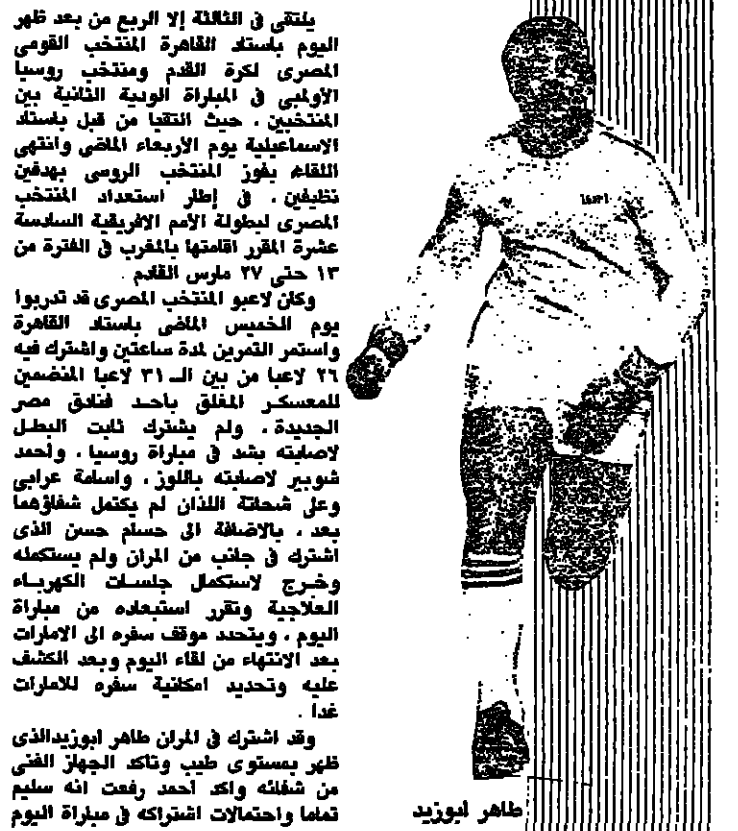 يلتقى فى الثالثة إلا الربع من بعد ظهر
اليوم باستاد القاهرة المنتخب القومى
المصرى لكرة القدم ومنتخب روسيا
الأولمبى فى المباراة الودية الثانية بين
المنتخبين ، حيث التقيا من قبل باستاد
الاسماعيلية يوم الأربعاء الماضى وانتهى
اللقاء بفوز المنتخب الروسى بهدفين
نظيفين ، فى إطار استعداد المنتخب
المصرى لبطولة الأمم الافريقية السادسة
عشرة المقرر اقامتها بالمغرب فى الفترة من
١٣ حتى ٢٧ مارس القادم .
وكان لاعبو المنتخب المصرى قد تدربوا
يوم الخميس الماضى باستاد القاهرة
واستمر التمرين لمدة ساعتين واشترك فيه
٢٦ لاعبا من بين الـ ٣١ لاعبا المنضمين
للمعسكر المغلق بأحد فنادق مصر
الجديدة ، ولم يشترك ثابت البطل
لاصابته بشد فى مباراة روسيا ، وأحمد
شوبير لاصابته باللوز ، واسامة عرابى
وعلى شحاتة اللذان لم يكتمل شفاؤهما
بعد ، بالاضافة الى حسام حسن الذى
اشترك فى جانب من المران ولم يستكمله
وخرج لاستكمال جلسات الكهرباء
العلاجية وتقرر استبعاده من مباراة
اليوم ، ويتحدد موقف سفره الى الامارات
بعد الانتهاء من لقاء اليوم وبعد الكشف
عليه وتحديد امكانية سفره للامارات
غدا .
وقد اشترك فى المران طاهر ابوزيدالذى
ظهر بمستوى طيب وتأكد الجهاز الفنى
من شفائه واكد أحمد رفعت انه سليم
تماما واحتمالات اشتراكه فى مباراة اليوم
طاهر ابوزيد